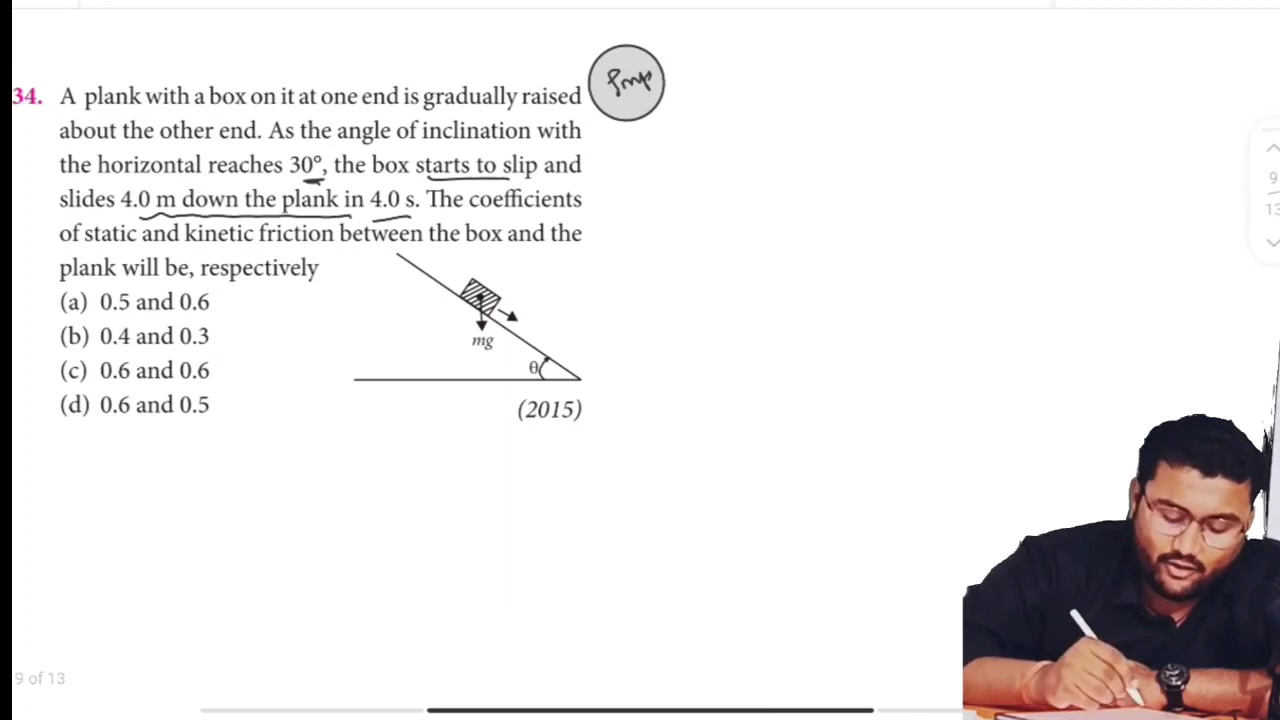 Imp
34. A plank with a box on it at one end is gradually raised
about the other end. As the angle of inclination with
the horizontal reaches 30°, the box starts to slip and
slides 4.0 m down the plank in 4.0 s. The coefficients
of static and kinetic friction between the box and the
plank will be, respectively
(a) 0.5 and 0.6
(b) 0.4 and 0.3
(c) 0.6 and 0.6
(d) 0.6 and 0.5
mg
θ
(2015)
9
13
9 of 13